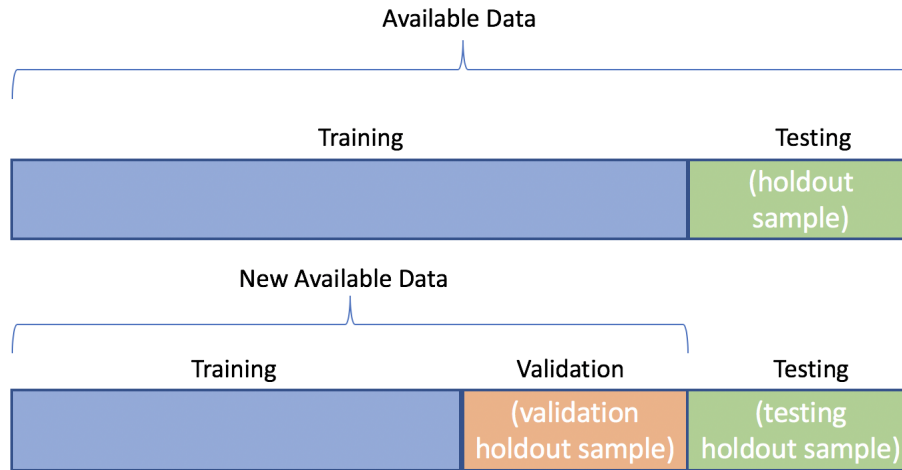 Available Data
Training
Testing
(holdout
sample)
New Available Data
Training
Validation
Testing
(validation
holdout sample)
(testing
holdout sample)